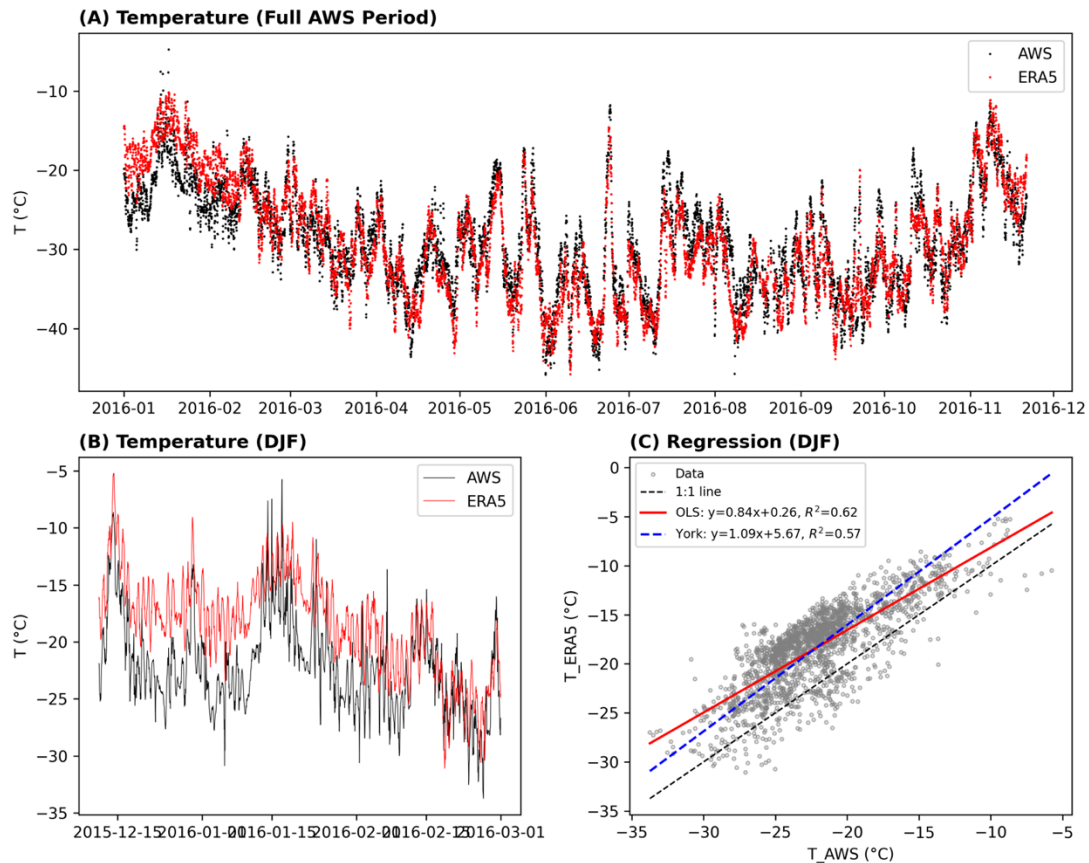 (A) Temperature (Full AWS Period)
T (°C)
−10
−20
−30
−40
AWS
ERA5
2016-01
2016-02
2016-03
2016-04
2016-05
2016-06
2016-07
2016-08
2016-09
2016-10
2016-11
2016-12
(B) Temperature (DJF)
T (°C)
−5
−10
−15
−20
−25
−30
−35
AWS
ERA5
2015-12-15
2016-01-01
2016-01-15
2016-02-01
2016-02-15
2016-03-01
(C) Regression (DJF)
T_ERA5 (°C)
0
−5
−10
−15
−20
−25
−30
−35
Data
1:1 line
OLS: y=0.84x+0.26, R²=0.62
York: y=1.09x+5.67, R²=0.57
−35
−30
−25
−20
−15
−10
−5
T_AWS (°C)